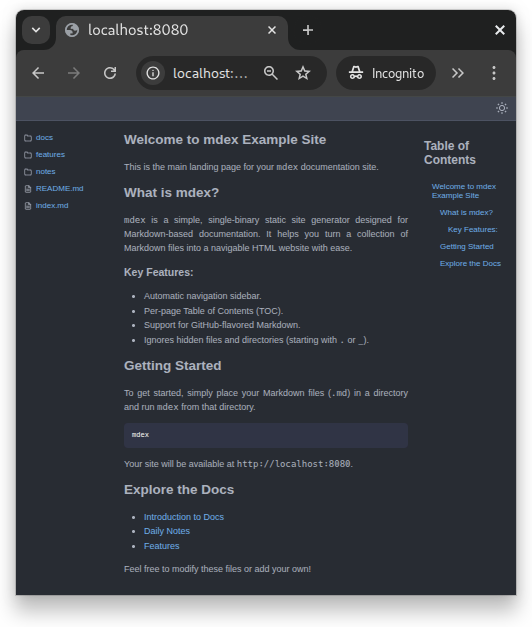 localhost:8080
localhost:...
Incognito
docs
features
notes
README.md
index.md
Welcome to mdex Example Site
This is the main landing page for your mdex documentation site.
What is mdex?
mdex is a simple, single-binary static site generator designed for
Markdown-based documentation. It helps you turn a collection of
Markdown files into a navigable HTML website with ease.
Key Features:
• Automatic navigation sidebar.
• Per-page Table of Contents (TOC).
• Support for GitHub-flavored Markdown.
• Ignores hidden files and directories (starting with . or _).
Getting Started
To get started, simply place your Markdown files (.md) in a directory
and run mdex from that directory.
mdex
Your site will be available at http://localhost:8080.
Explore the Docs
• Introduction to Docs
• Daily Notes
• Features
Feel free to modify these files or add your own!
Table of
Contents
Welcome to mdex
Example Site
What is mdex?
Key Features:
Getting Started
Explore the Docs